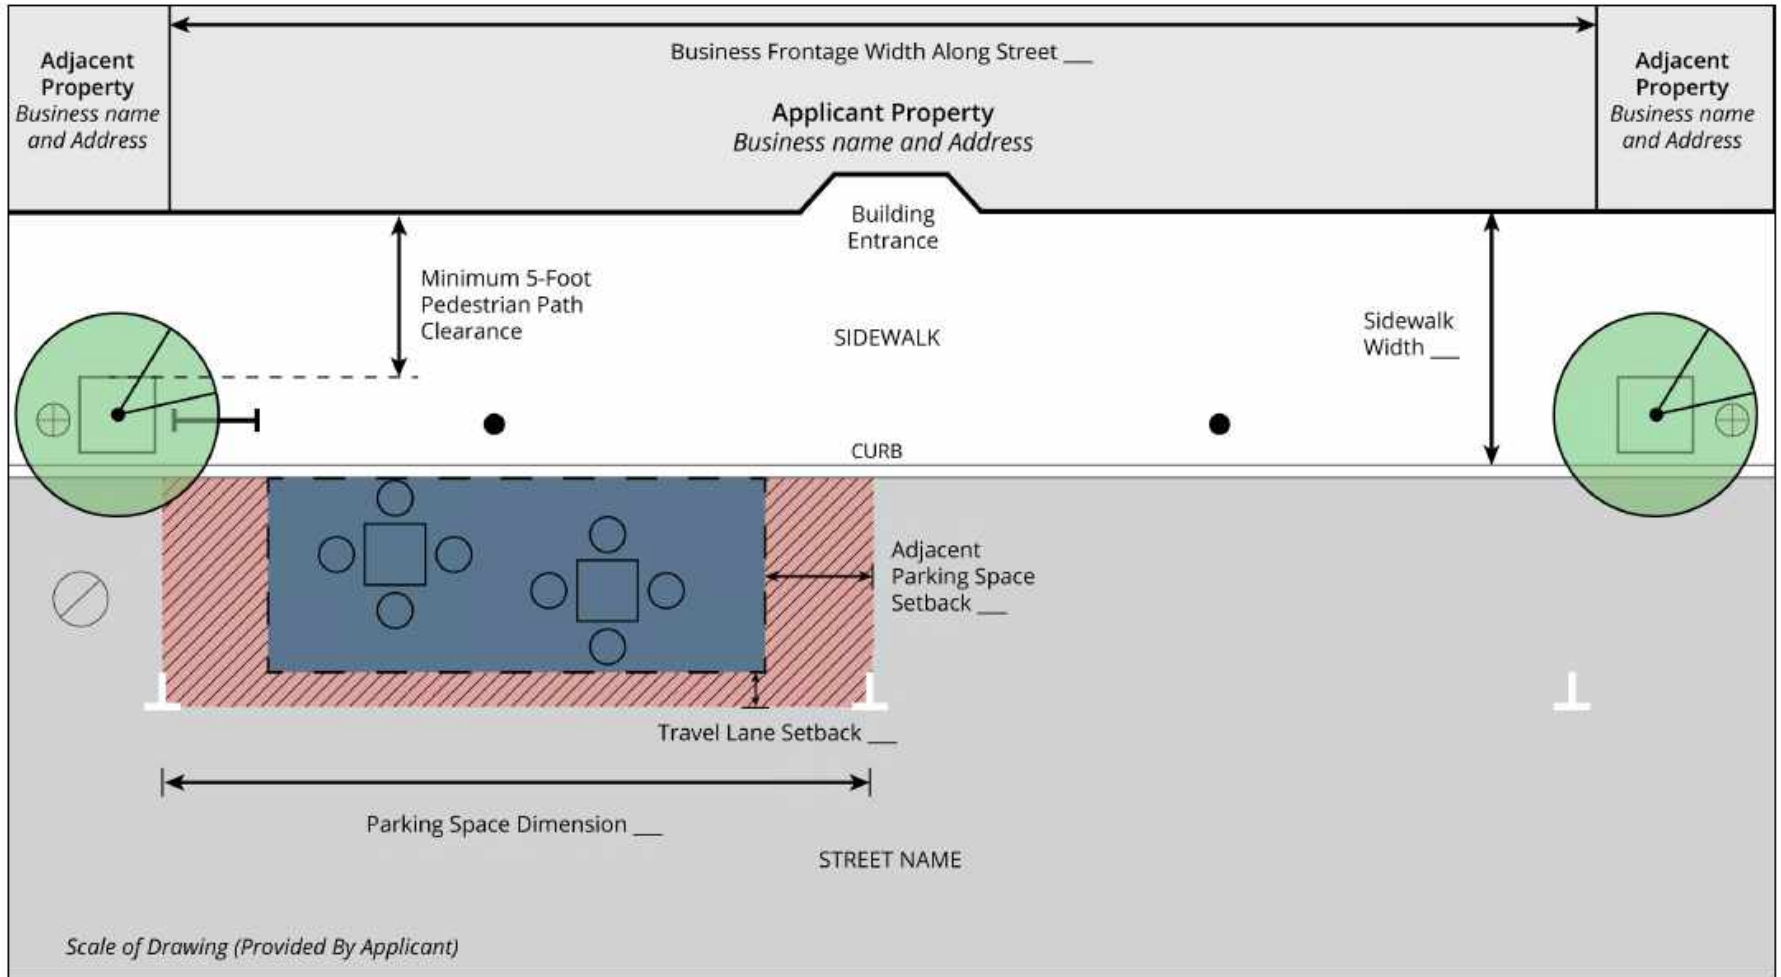 Business Frontage Width Along Street ___
Adjacent
Property
Business name
and Address
Applicant Property
Business name and Address
Adjacent
Property
Business name
and Address
Building
Entrance
Minimum 5-Foot
Pedestrian Path
Clearance
SIDEWALK
Sidewalk
Width ___
CURB
Adjacent
Parking Space
Setback ___
Travel Lane Setback ___
Parking Space Dimension ___
STREET NAME
Scale of Drawing (Provided By Applicant)